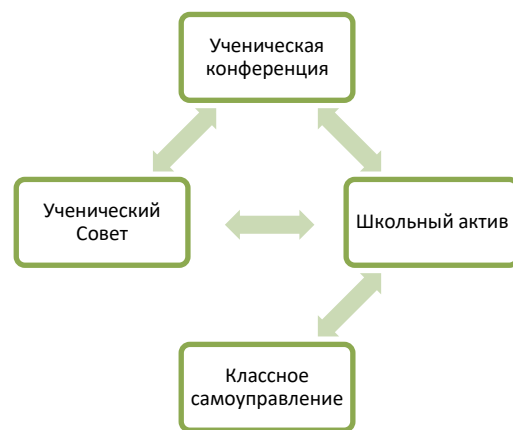 Ученическая
конференция
Ученический
Совет
Школьный актив
Классное
самоуправление